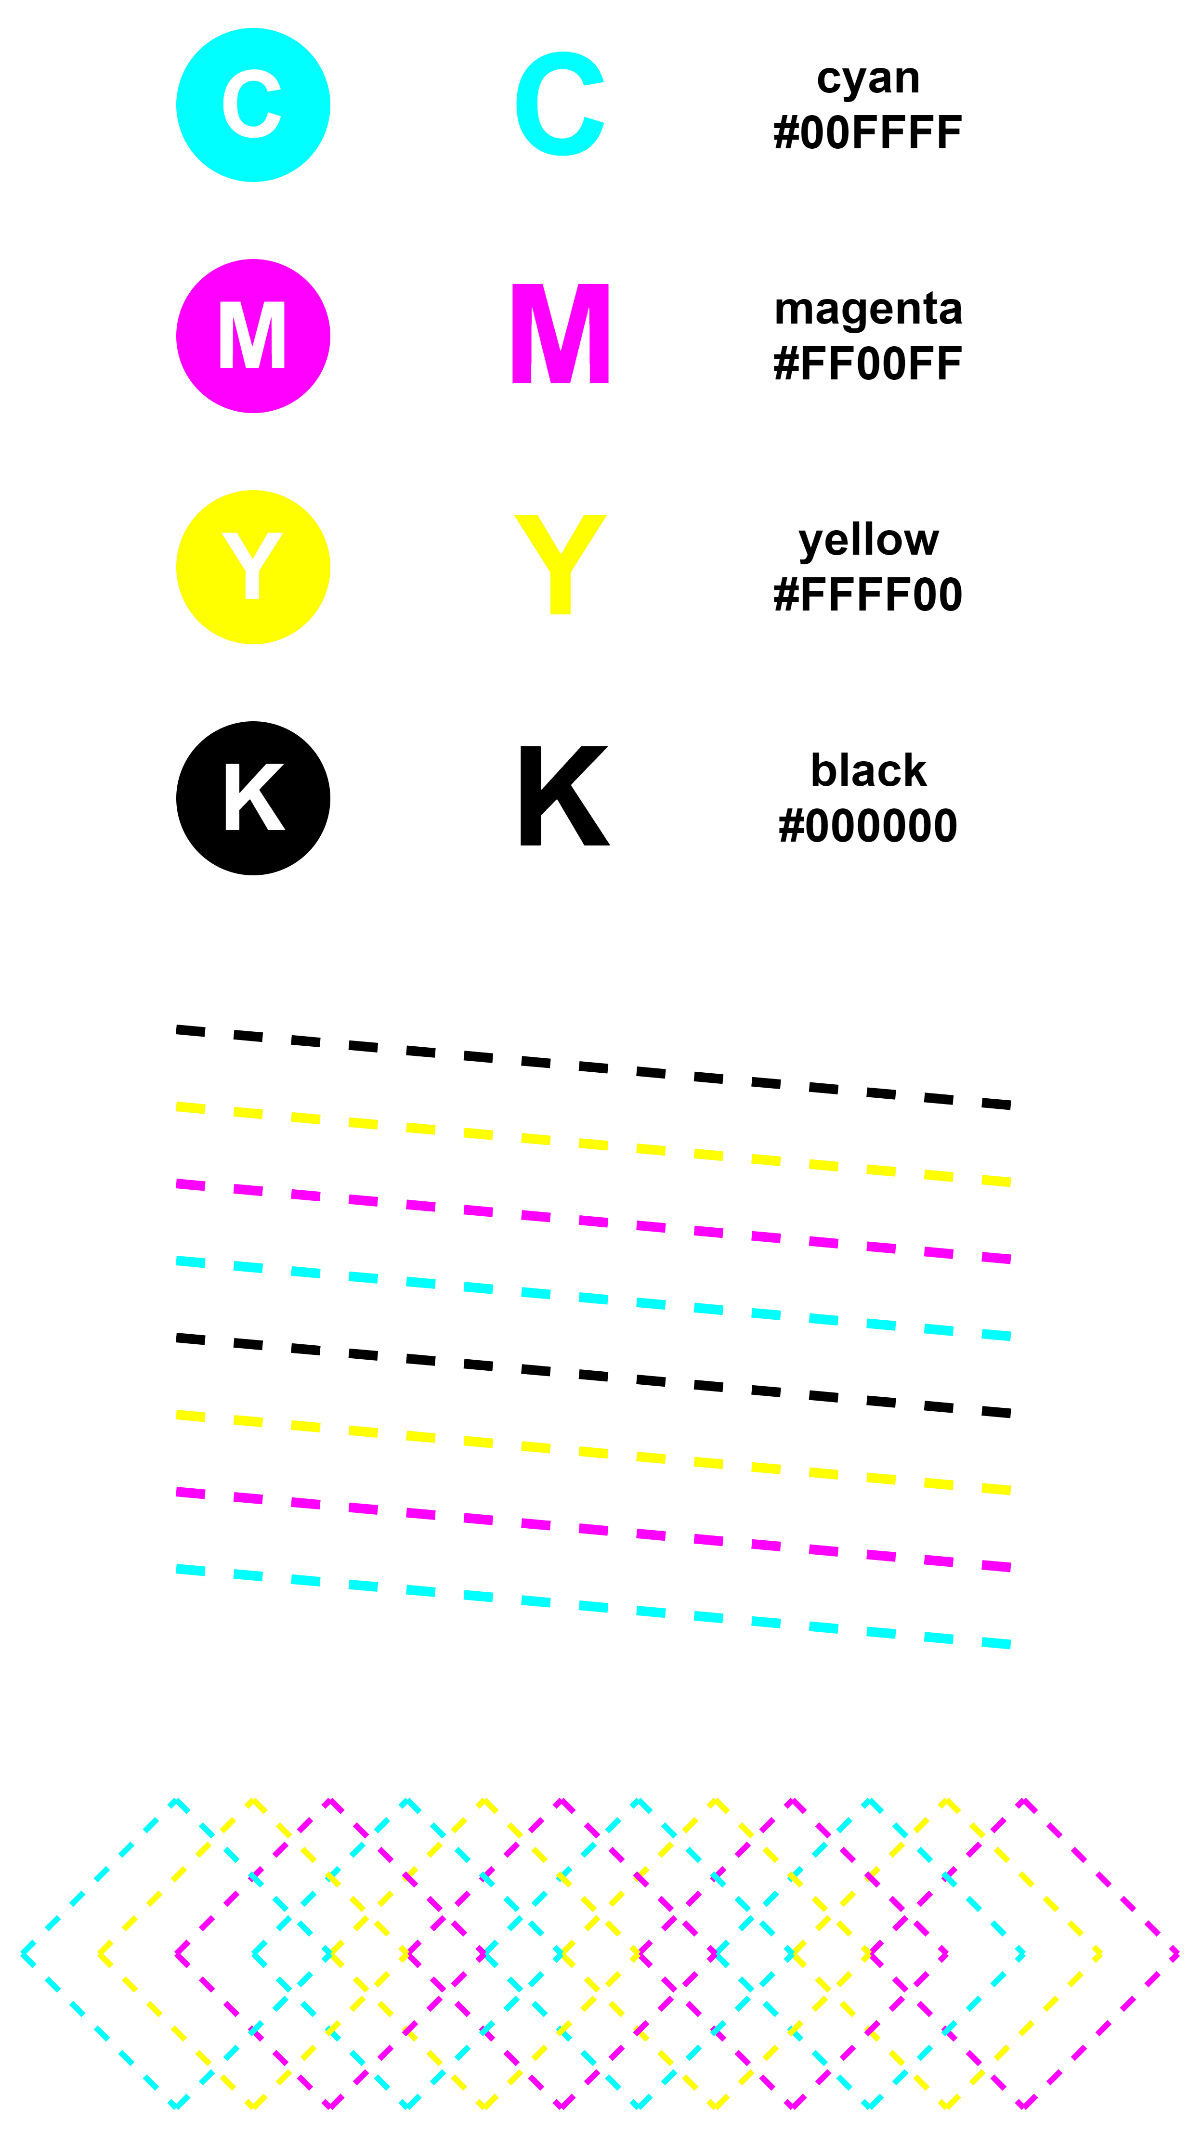 C C cyan
#00FFFF
M M magenta
#FF00FF
Y Y yellow
#FFFF00
K K black
#000000